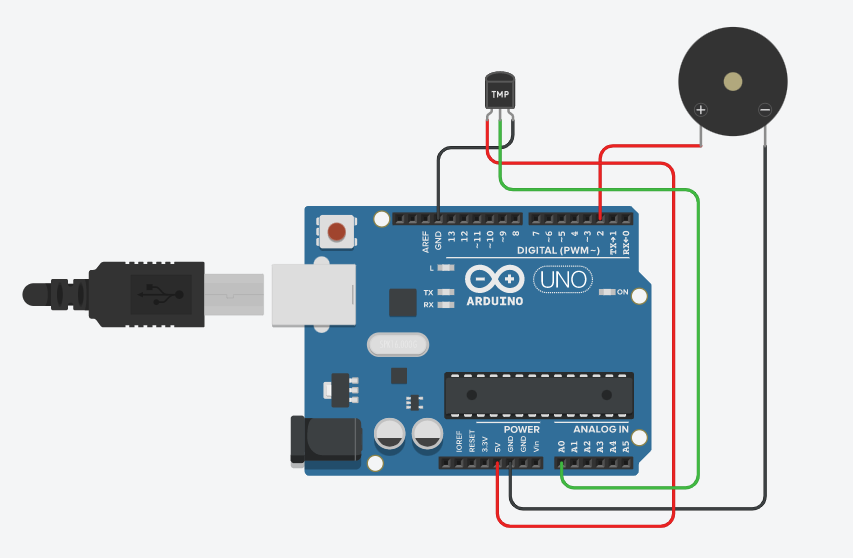 TMP
+
−
AREF
GND
13
12
~11
~10
~9
8
7
~6
~5
4
~3
2
TX→1
RX←0
DIGITAL (PWM~)
L
TX
RX
ARDUINO
UNO
ON
POWER
ANALOG IN
IOREF
RESET
3.3V
5V
GND
GND
Vin
A0
A1
A2
A3
A4
A5